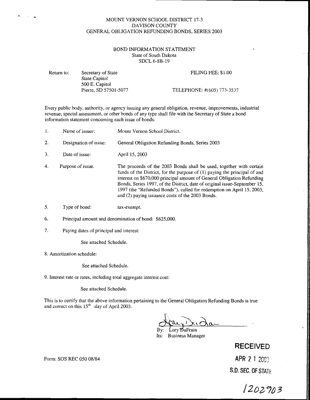 MOUNT VERNON SCHOOL DISTRICT 17-3
DAVISON COUNTY
GENERAL OBLIGATION REFUNDING BONDS, SERIES 2003
BOND INFORMATION STATEMENT
State of South Dakota
SDCL 6-8B-19
Return to: Secretary of State FILING FEE: $1.00
State Capitol
500 E. Capitol
Pierre, SD 57501-5077 TELEPHONE: #(605) 773-3537
Every public body, authority, or agency issuing any general obligation, revenue, improvements, industrial
revenue, special assessment, or other bonds of any type shall file with the Secretary of State a bond
information statement concerning each issue of bonds.
1. Name of issuer: Mount Vernon School District.
2. Designation of issue: General Obligation Refunding Bonds, Series 2003
3. Date of issue: April 15, 2003
4. Purpose of issue. The proceeds of the 2003 Bonds shall be used, together with certain
funds of the District, for the purpose of (1) paying the principal of and
interest on $670,000 principal amount of General Obligation Refunding
Bonds, Series 1997, of the District, date of original issue-September 15,
1997 (the "Refunded Bonds"), called for redemption on April 15, 2003,
and (2) paying issuance costs of the 2003 Bonds.
5. Type of bond: tax-exempt.
6. Principal amount and denomination of bond: $625,000.
7. Paying dates of principal and interest:
See attached Schedule.
8. Amortization schedule:
See attached Schedule.
9. Interest rate or rates, including total aggregate interest cost:
See attached Schedule.
This is to certify that the above information pertaining to the General Obligation Refunding Bonds is true
and correct on this 15th day of April 2003.
By: Lory DuFrain
Its: Business Manager
RECEIVED
Form: SOS REC 050 08/84 APR 21 2003
S.D. SEC. OF STATE
1202903